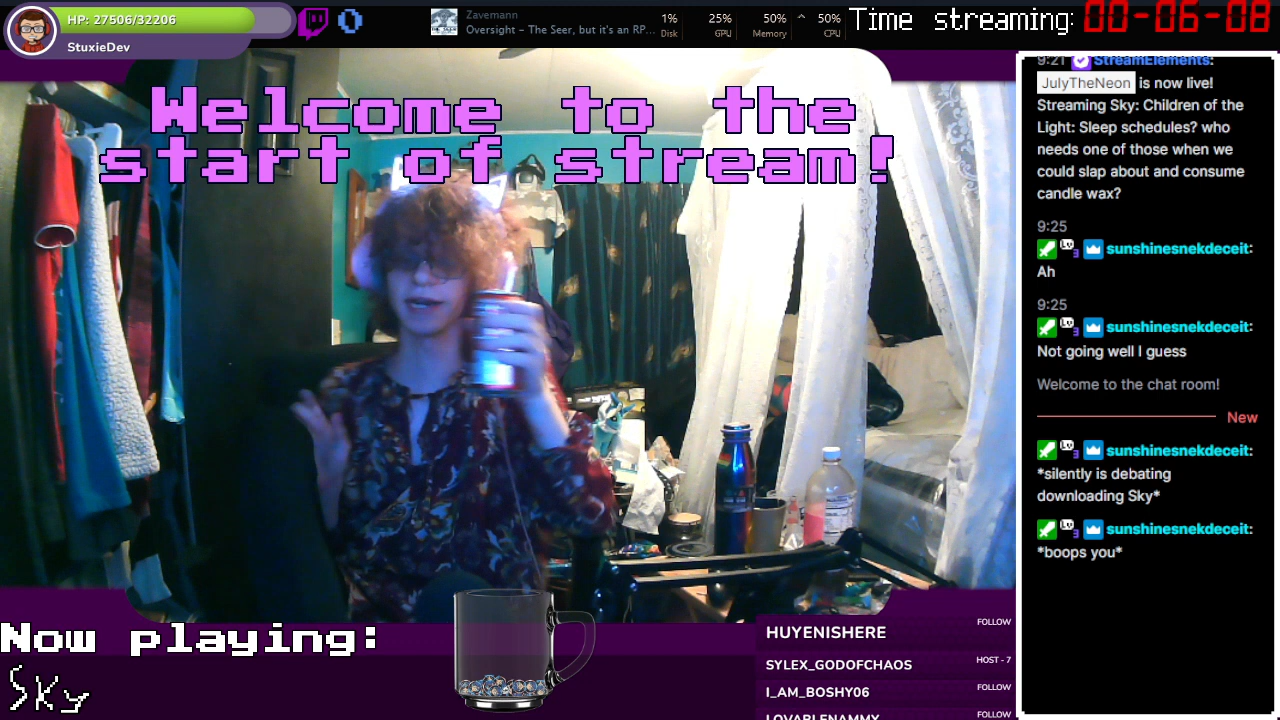 HP: 27506/32206
StuxieDev
Zavemann
Oversight - The Seer, but it's an RP...
1% 25% 50% ^ 50%
Disk GPU Memory CPU
Time streaming: 00-06-08
Welcome to the
start of stream!
9:21 StreamElements:
JulyTheNeon is now live!
Streaming Sky: Children of the
Light: Sleep schedules? who
needs one of those when we
could slap about and consume
candle wax?
9:25
sunshinesnekdeceit:
Ah
9:25
sunshinesnekdeceit:
Not going well I guess
Welcome to the chat room!
New
sunshinesnekdeceit:
*silently is debating
downloading Sky*
sunshinesnekdeceit:
*boops you*
Now playing:
Sky
HUYENISHERE FOLLOW
SYLEX_GODOFCHAOS HOST - 7
I_AM_BOSHY06 FOLLOW
LOVABLENAMMY FOLLOW